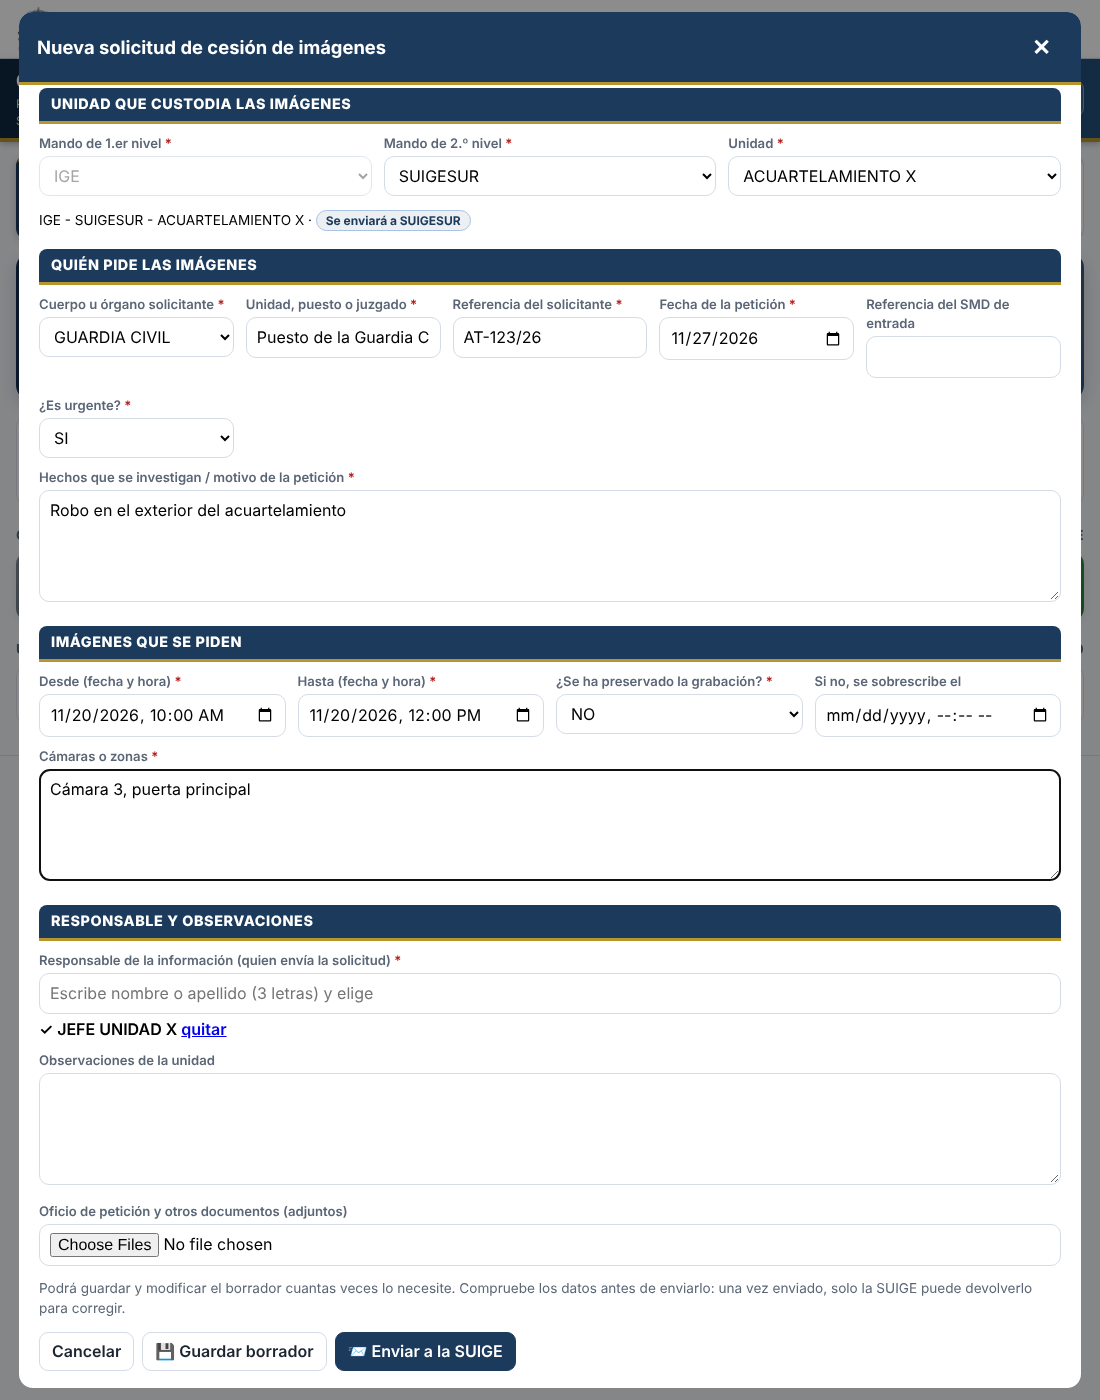 Nueva solicitud de cesión de imágenes ✕
UNIDAD QUE CUSTODIA LAS IMÁGENES
Mando de 1.er nivel * Mando de 2.º nivel * Unidad *
IGE SUIGESUR ACUARTELAMIENTO X
IGE - SUIGESUR - ACUARTELAMIENTO X · Se enviará a SUIGESUR
QUIÉN PIDE LAS IMÁGENES
Cuerpo u órgano solicitante * Unidad, puesto o juzgado * Referencia del solicitante * Fecha de la petición * Referencia del SMD de
entrada
GUARDIA CIVIL Puesto de la Guardia C AT-123/26 11/27/2026
¿Es urgente? *
SI
Hechos que se investigan / motivo de la petición *
Robo en el exterior del acuartelamiento
IMÁGENES QUE SE PIDEN
Desde (fecha y hora) * Hasta (fecha y hora) * ¿Se ha preservado la grabación? * Si no, se sobrescribe el
11/20/2026, 10:00 AM 11/20/2026, 12:00 PM NO mm/dd/yyyy, --:-- --
Cámaras o zonas *
Cámara 3, puerta principal
RESPONSABLE Y OBSERVACIONES
Responsable de la información (quien envía la solicitud) *
Escribe nombre o apellido (3 letras) y elige
✓ JEFE UNIDAD X quitar
Observaciones de la unidad
Oficio de petición y otros documentos (adjuntos)
Choose Files No file chosen
Podrá guardar y modificar el borrador cuantas veces lo necesite. Compruebe los datos antes de enviarlo: una vez enviado, solo la SUIGE puede devolverlo
para corregir.
Cancelar 💾 Guardar borrador 📨 Enviar a la SUIGE